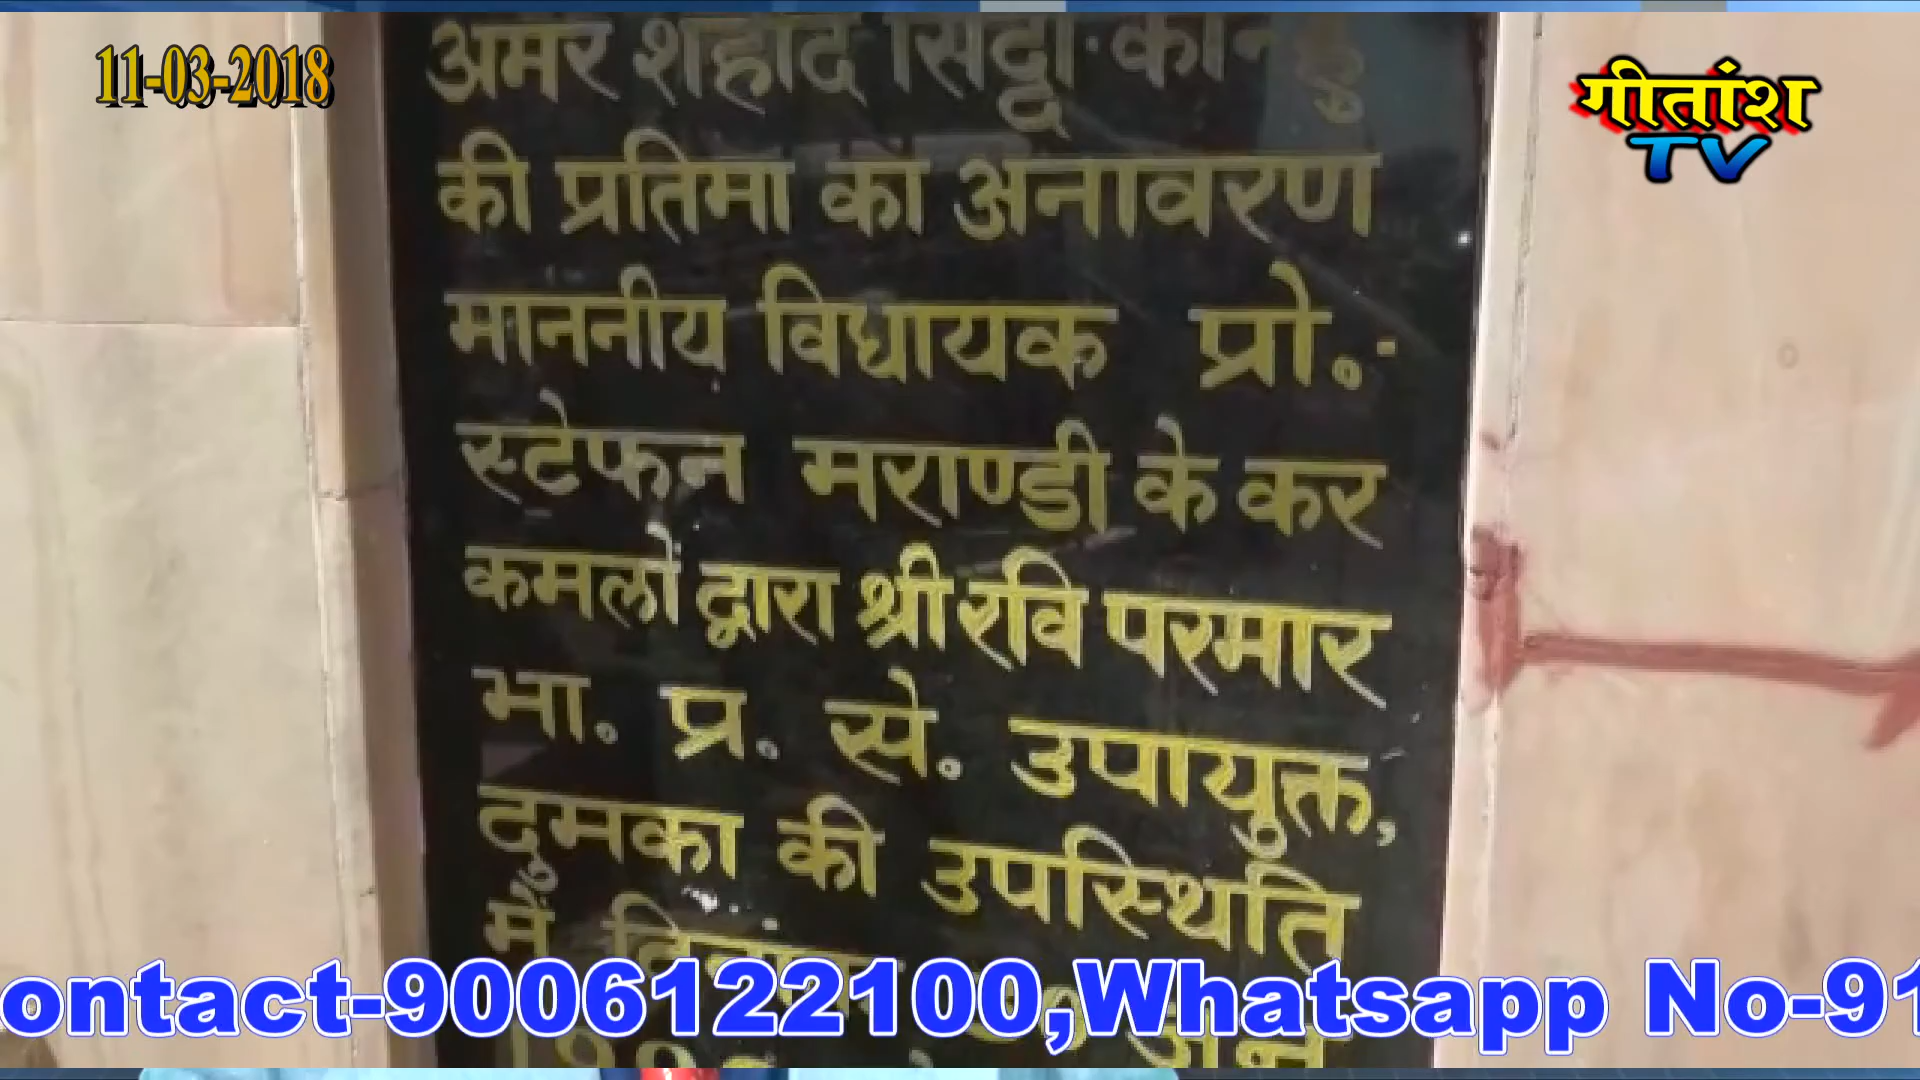 11-03-2018
गीतांश
TV
अमर शहीद सिद्दो
की प्रतिमा का अनावरण
माननीय विधायक प्रो.-
स्टेफन मराण्डी के कर
कमलों द्वारा श्री रवि परमार
भा. प्र. से. उपायुक्त,
दुमका की उपस्थिति
में
ontact-9006122100,Whatsapp No-91